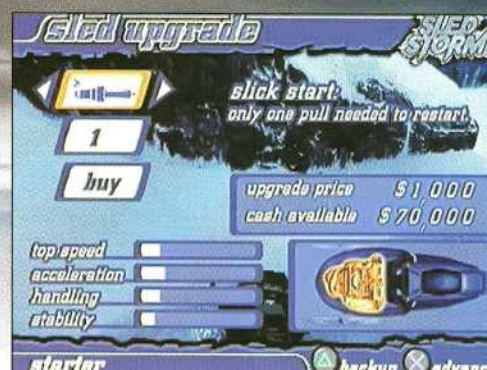 sled upgrade
SLED STORM
slick start:
only one pull needed to restart.
1
buy
upgrade price $1,000
cash available $70,000
top speed
acceleration
handling
stability
starter
backup advance